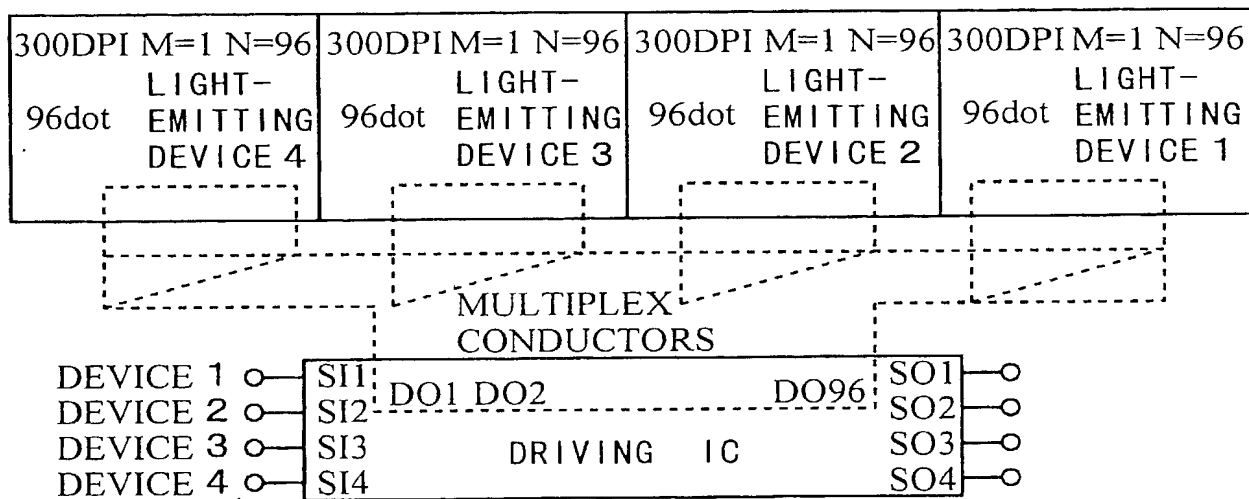 300DPI M=1 N=96 300DPI M=1 N=96 300DPI M=1 N=96 300DPI M=1 N=96
LIGHT- LIGHT- LIGHT- LIGHT-
96dot EMITTING 96dot EMITTING 96dot EMITTING 96dot EMITTING
DEVICE 4 DEVICE 3 DEVICE 2 DEVICE 1
MULTIPLEX
CONDUCTORS
DEVICE 1 SI1 DO1 DO2 DO96 SO1
DEVICE 2 SI2 SO2
DEVICE 3 SI3 DRIVING IC SO3
DEVICE 4 SI4 SO4